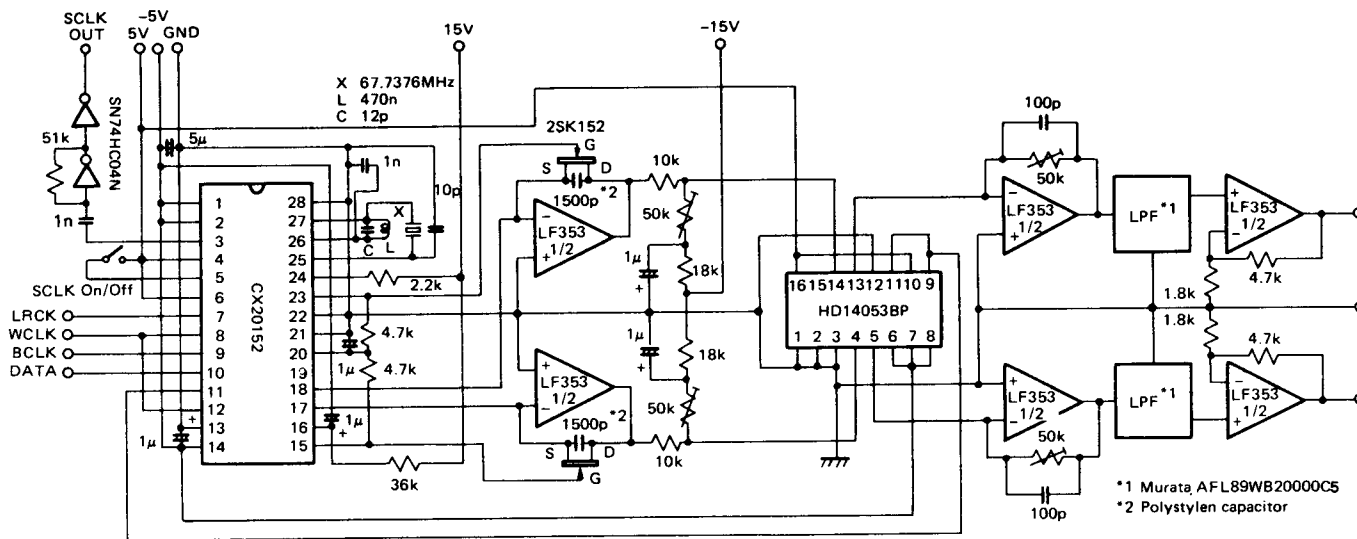 SCLK OUT
-5V
5V GND
15V
-15V
X 67.7376MHz
L 470n
C 12p
SN74HC04N
51k
5μ
1n
1n
10p
X
C L
SCLK On/Off
LRCK
WCLK
BCLK
DATA
CX20152
1 2 3 4 5 6 7 8 9 10 11 12 13 14
28 27 26 25 24 23 22 21 20 19 18 17 16 15
+
1μ
2.2k
4.7k
4.7k
1μ
1μ
+
36k
2SK152
G
S D
1500p *2
- LF353 1/2 +
10k
50k
18k
1μ
+
+
1μ
18k
50k
+ LF353 1/2 -
1500p *2
S D
G
10k
16 15 14 13 12 11 10 9
HD14053BP
1 2 3 4 5 6 7 8
100p
50k
- LF353 1/2 +
LPF *1
+ LF353 - 1/2
4.7k
1.8k
1.8k
4.7k
+ LF353 - 1/2
50k
100p
LPF *1
- LF353 + 1/2
*1 Murata AFL89WB20000C5
*2 Polystylen capacitor